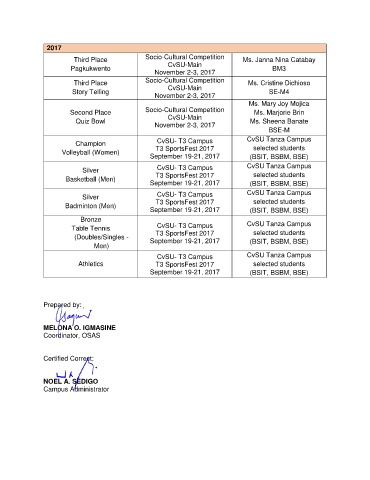 2017
Third Place
Pagkukwento
Socio-Cultural Competition
CvSU-Main
November 2-3, 2017
Ms. Janna Nina Catabay
BM3
Third Place
Story Telling
Socio-Cultural Competition
CvSU-Main
November 2-3, 2017
Ms. Cristine Dichioso
SE-M4
Second Place
Quiz Bowl
Socio-Cultural Competition
CvSU-Main
November 2-3, 2017
Ms. Mary Joy Mojica
Ms. Marjorie Brin
Ms. Sheena Banate
BSE-M
Champion
Volleyball (Women)
CvSU- T3 Campus
T3 SportsFest 2017
September 19-21, 2017
CvSU Tanza Campus
selected students
(BSIT, BSBM, BSE)
Silver
Basketball (Men)
CvSU- T3 Campus
T3 SportsFest 2017
September 19-21, 2017
CvSU Tanza Campus
selected students
(BSIT, BSBM, BSE)
Silver
Badminton (Men)
CvSU- T3 Campus
T3 SportsFest 2017
September 19-21, 2017
CvSU Tanza Campus
selected students
(BSIT, BSBM, BSE)
Bronze
Table Tennis
(Doubles/Singles -
Men)
CvSU- T3 Campus
T3 SportsFest 2017
September 19-21, 2017
CvSU Tanza Campus
selected students
(BSIT, BSBM, BSE)
Athletics
CvSU- T3 Campus
T3 SportsFest 2017
September 19-21, 2017
CvSU Tanza Campus
selected students
(BSIT, BSBM, BSE)
Prepared by:
MELONA O. IGMASINE
Coordinator, OSAS
Certified Correct:
NOEL A. SEDIGO
Campus Administrator